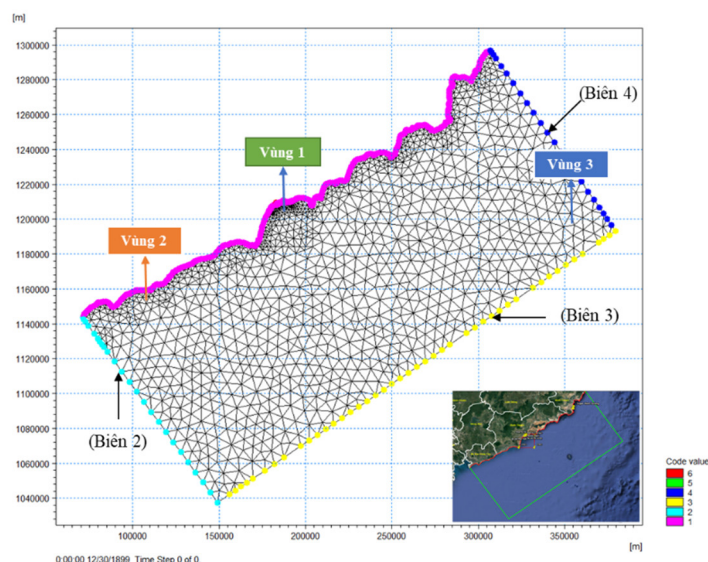 [m]
1300000
1280000
1260000
1240000
1220000
1200000
1180000
1160000
1140000
1120000
1100000
1080000
1060000
1040000
(Biên 4)
Vùng 1
Vùng 3
Vùng 2
(Biên 3)
(Biên 2)
100000 150000 200000 250000 300000 350000
[m]
Code value
6
5
4
3
2
1
0:00:00 12/30/1899 Time Step 0 of 0